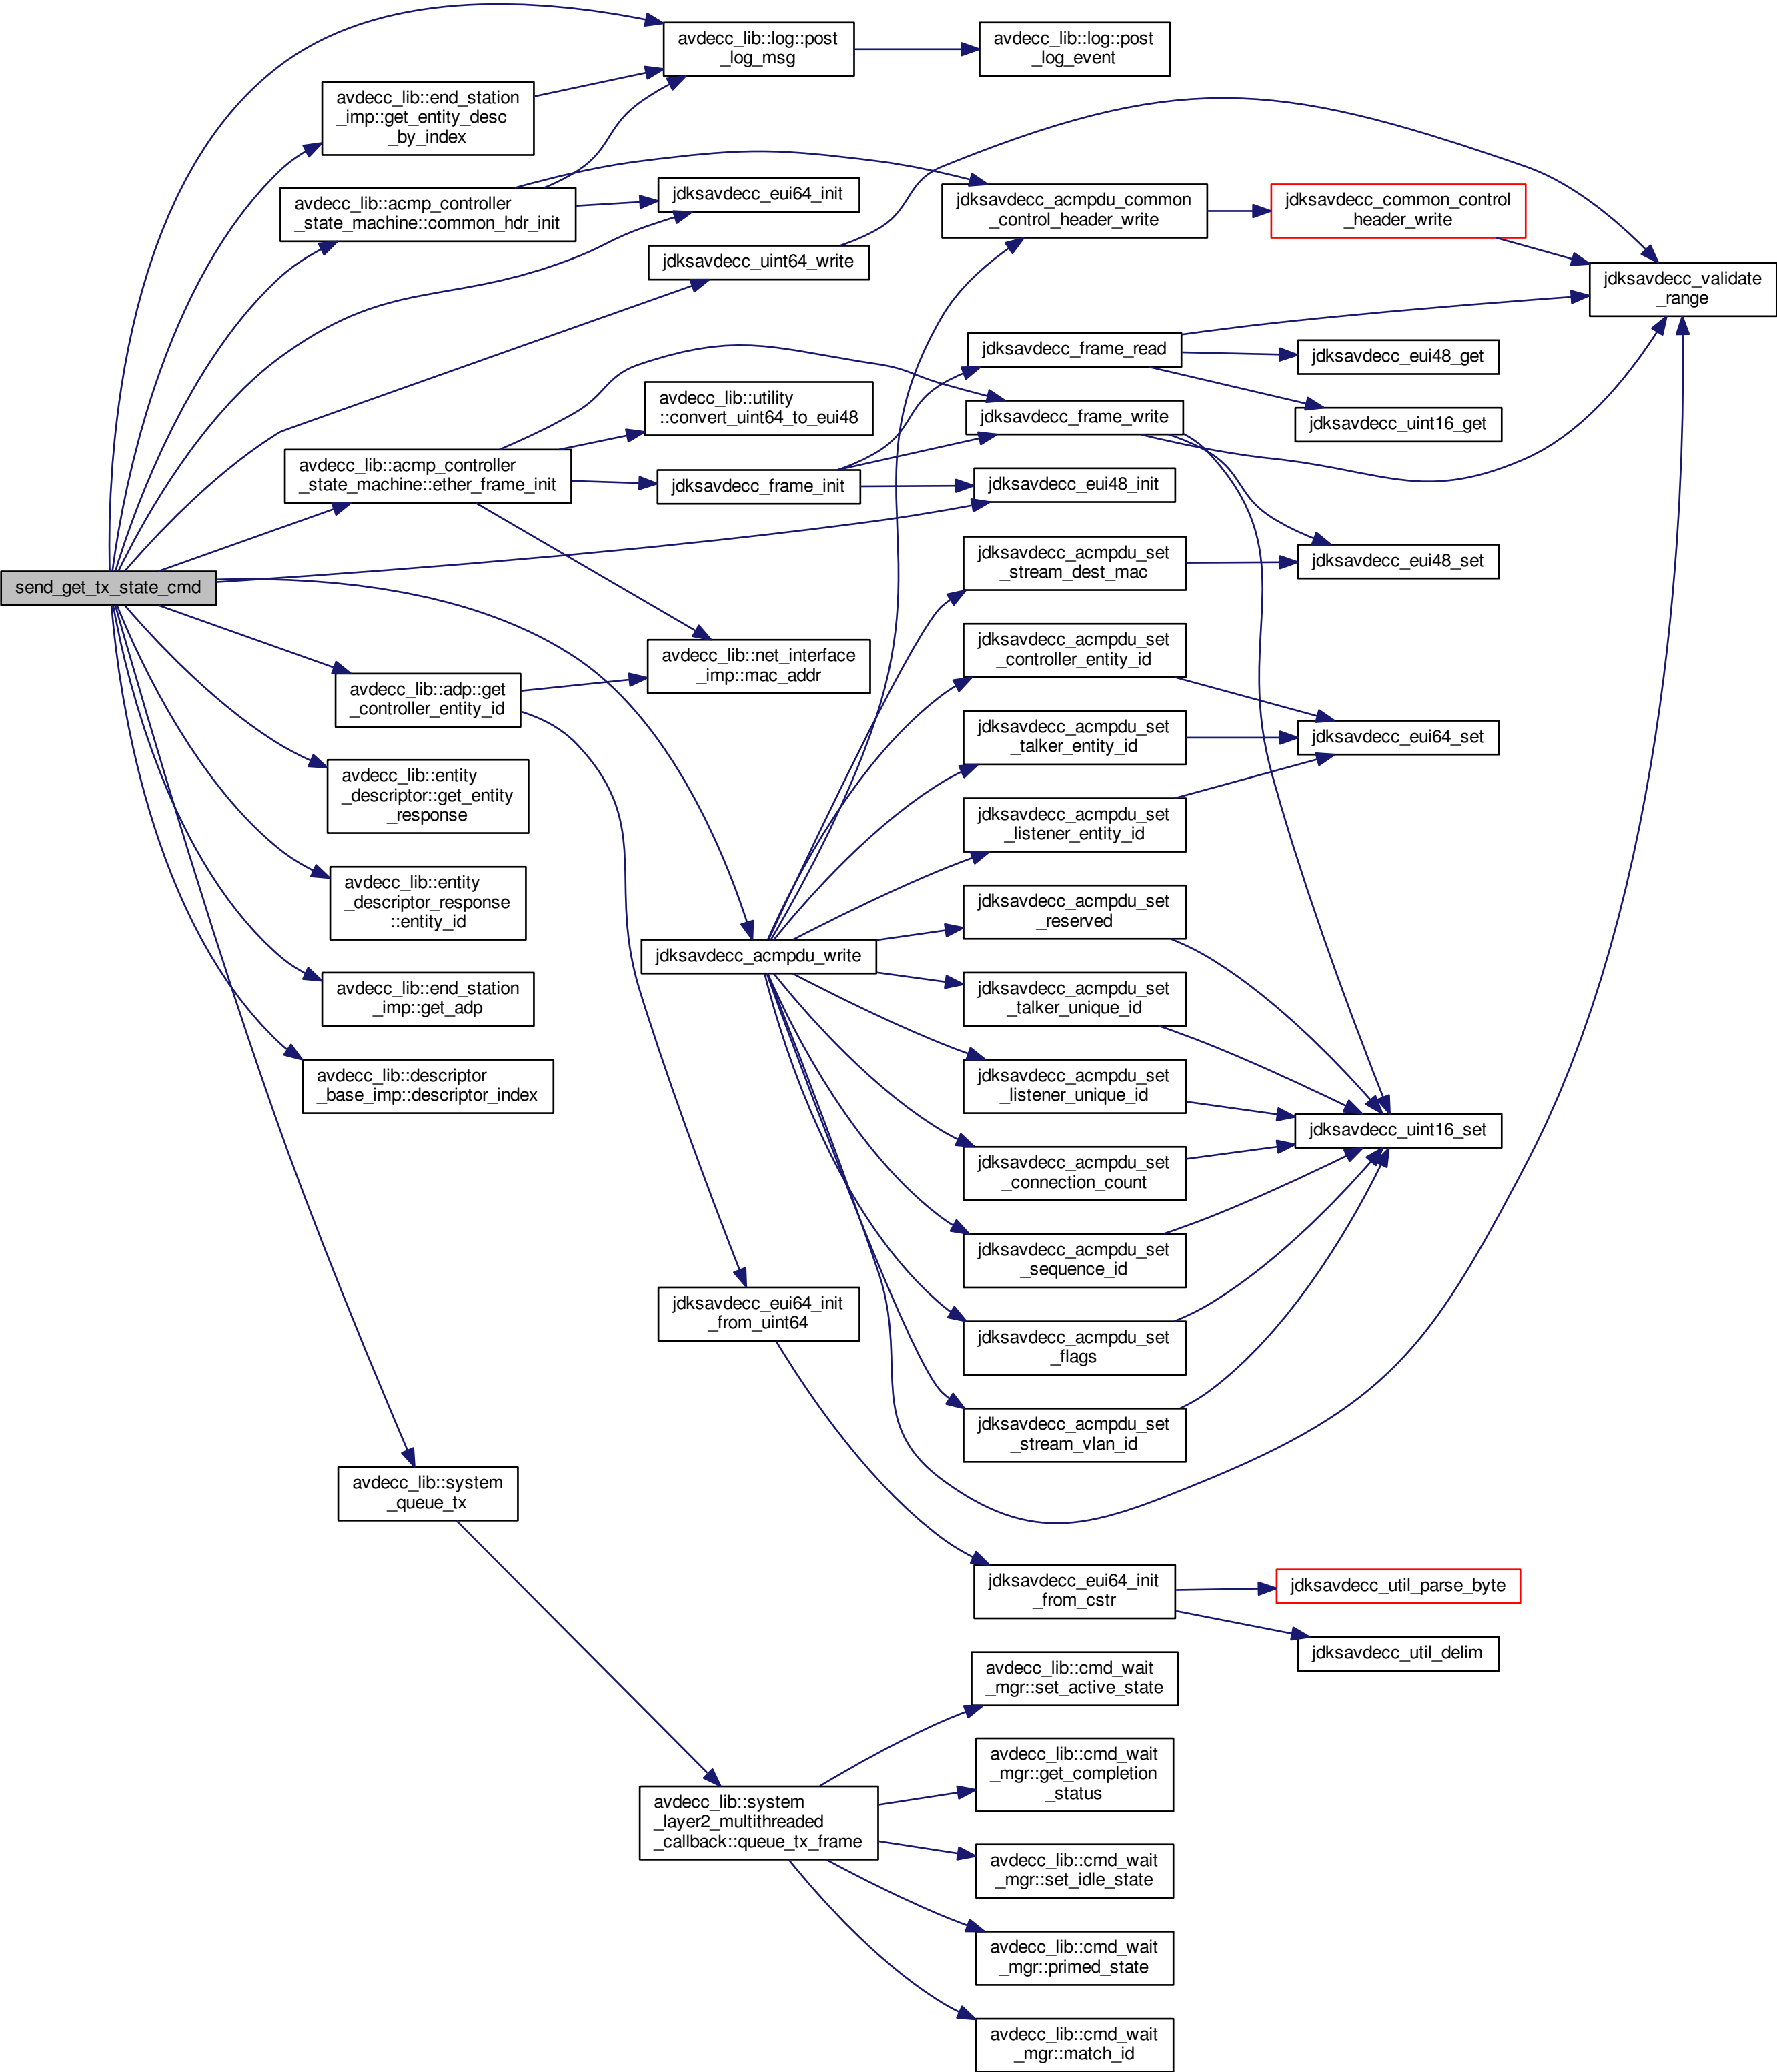 send_get_tx_state_cmd
avdecc_lib::log::post
_log_msg
avdecc_lib::log::post
_log_event
avdecc_lib::end_station
_imp::get_entity_desc
_by_index
avdecc_lib::acmp_controller
_state_machine::common_hdr_init
jdksavdecc_eui64_init
jdksavdecc_acmpdu_common
_control_header_write
jdksavdecc_common_control
_header_write
jdksavdecc_uint64_write
jdksavdecc_validate
_range
jdksavdecc_frame_read
jdksavdecc_eui48_get
avdecc_lib::utility
::convert_uint64_to_eui48
jdksavdecc_frame_write
jdksavdecc_uint16_get
avdecc_lib::acmp_controller
_state_machine::ether_frame_init
jdksavdecc_frame_init
jdksavdecc_eui48_init
jdksavdecc_acmpdu_set
_stream_dest_mac
jdksavdecc_eui48_set
avdecc_lib::net_interface
_imp::mac_addr
jdksavdecc_acmpdu_set
_controller_entity_id
avdecc_lib::adp::get
_controller_entity_id
jdksavdecc_acmpdu_set
_talker_entity_id
jdksavdecc_eui64_set
avdecc_lib::entity
_descriptor::get_entity
_response
jdksavdecc_acmpdu_set
_listener_entity_id
avdecc_lib::entity
_descriptor_response
::entity_id
jdksavdecc_acmpdu_set
_reserved
jdksavdecc_acmpdu_write
avdecc_lib::end_station
_imp::get_adp
jdksavdecc_acmpdu_set
_talker_unique_id
avdecc_lib::descriptor
_base_imp::descriptor_index
jdksavdecc_acmpdu_set
_listener_unique_id
jdksavdecc_uint16_set
jdksavdecc_acmpdu_set
_connection_count
jdksavdecc_acmpdu_set
_sequence_id
jdksavdecc_eui64_init
_from_uint64
jdksavdecc_acmpdu_set
_flags
jdksavdecc_acmpdu_set
_stream_vlan_id
avdecc_lib::system
_queue_tx
jdksavdecc_eui64_init
_from_cstr
jdksavdecc_util_parse_byte
jdksavdecc_util_delim
avdecc_lib::cmd_wait
_mgr::set_active_state
avdecc_lib::cmd_wait
_mgr::get_completion
_status
avdecc_lib::system
_layer2_multithreaded
_callback::queue_tx_frame
avdecc_lib::cmd_wait
_mgr::set_idle_state
avdecc_lib::cmd_wait
_mgr::primed_state
avdecc_lib::cmd_wait
_mgr::match_id